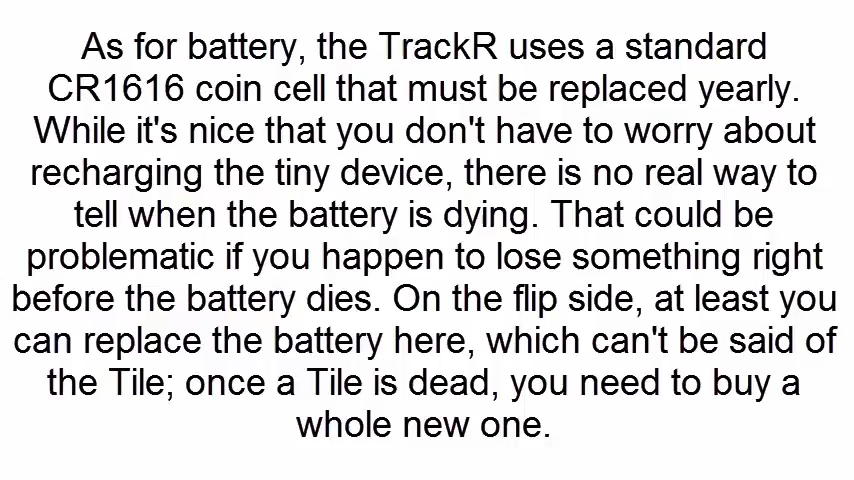 As for battery, the TrackR uses a standard
CR1616 coin cell that must be replaced yearly.
While it's nice that you don't have to worry about
recharging the tiny device, there is no real way to
tell when the battery is dying. That could be
problematic if you happen to lose something right
before the battery dies. On the flip side, at least you
can replace the battery here, which can't be said of
the Tile; once a Tile is dead, you need to buy a
whole new one.